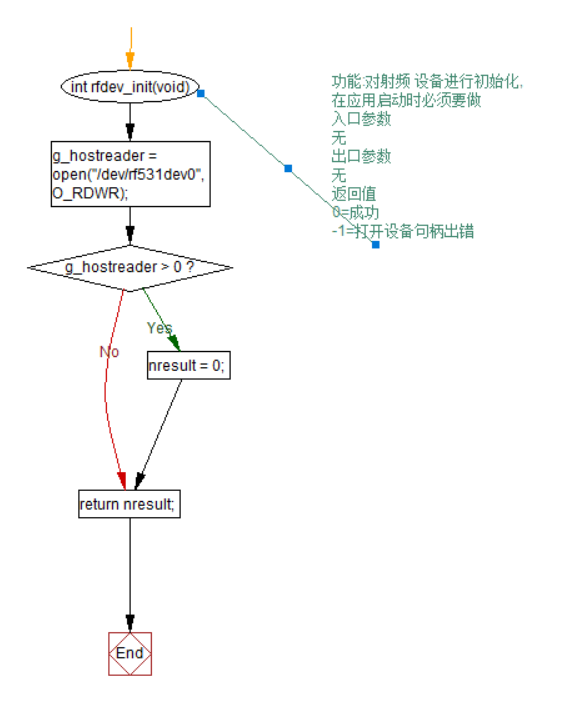 int rfdev_init(void)
功能:对射频 设备进行初始化,
在应用启动时必须要做
入口参数
无
出口参数
无
返回值
0=成功
-1=打开设备句柄出错
g_hostreader =
open("/dev/rf531dev0",
O_RDWR);
g_hostreader > 0 ?
Yes
No
nresult = 0;
return nresult;
End